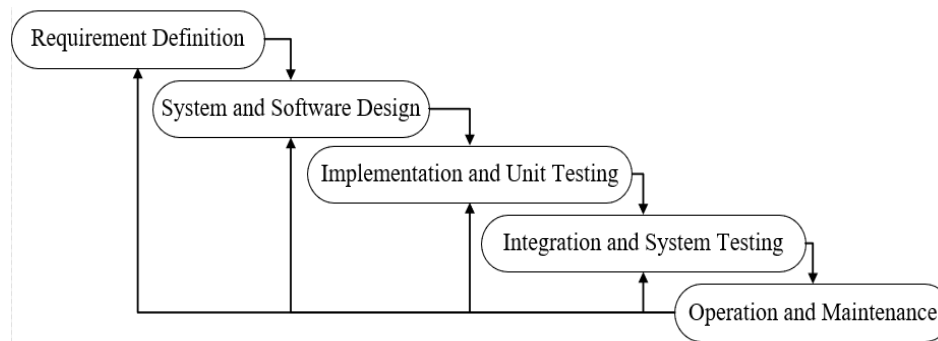 Requirement Definition
System and Software Design
Implementation and Unit Testing
Integration and System Testing
Operation and Maintenance